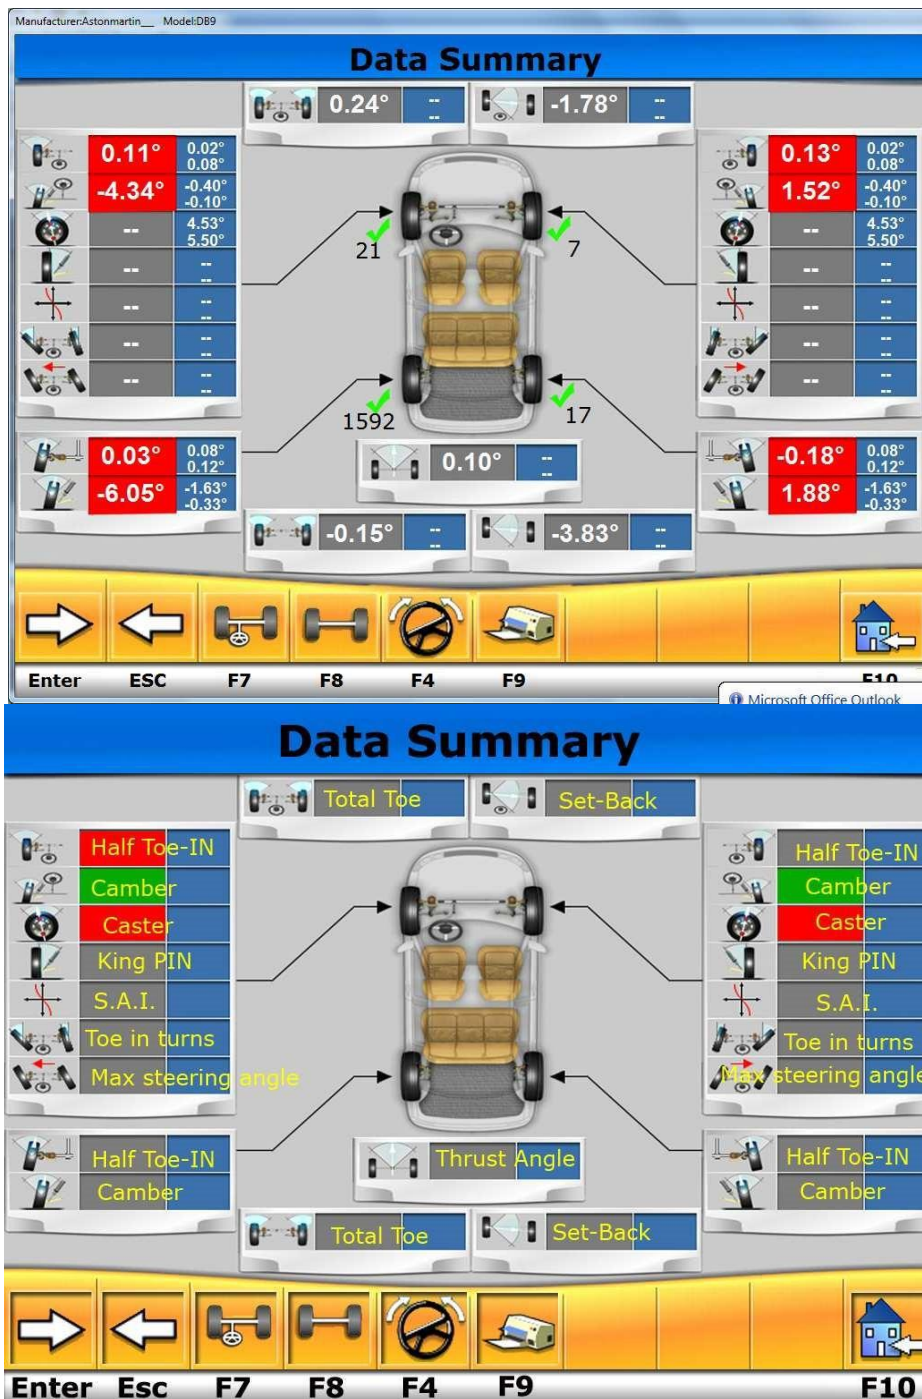 Manufacturer:Astonmartin__ Model:DB9
Data Summary
0.24° -- --
-1.78° -- --
0.11° 0.02° 0.08°
-4.34° -0.40° -0.10°
-- 4.53° 5.50°
-- -- --
-- -- --
-- -- --
-- -- --
0.13° 0.02° 0.08°
1.52° -0.40° -0.10°
-- 4.53° 5.50°
-- -- --
-- -- --
-- -- --
-- -- --
21
7
1592
17
0.03° 0.08° 0.12°
-6.05° -1.63° -0.33°
0.10° -- --
-0.18° 0.08° 0.12°
1.88° -1.63° -0.33°
-0.15° -- --
-3.83° -- --
Enter ESC F7 F8 F4 F9 F10
Microsoft Office Outlook
Data Summary
Total Toe
Set-Back
Half Toe-IN
Camber
Caster
King PIN
S.A.I.
Toe in turns
Max steering angle
Half Toe-IN
Camber
Caster
King PIN
S.A.I.
Toe in turns
Max steering angle
Half Toe-IN
Camber
Thrust Angle
Half Toe-IN
Camber
Total Toe
Set-Back
Enter Esc F7 F8 F4 F9 F10